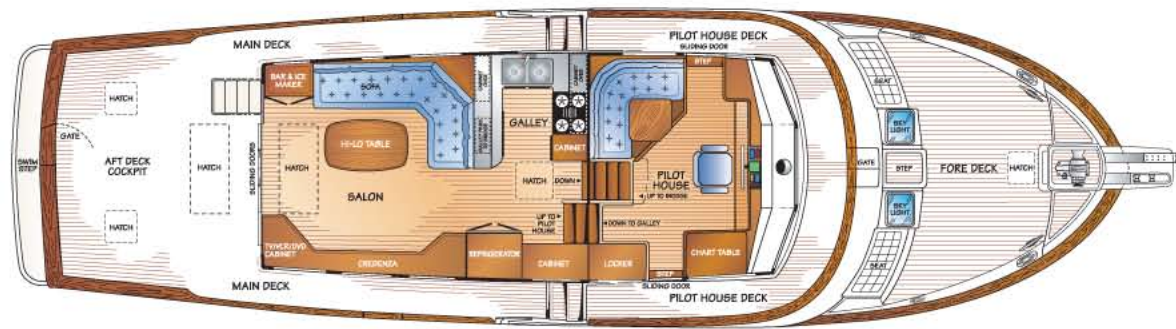 MAIN DECK
PILOT HOUSE DECK
SLIDING DOOR
BAR & ICE
MAKER
SOFA
CABINET
OVER
STEP
SEAT
HATCH
GALLEY
SKY
LIGHT
GATE
HI-LO TABLE
CABINET
SWIM
STEP
AFT DECK
COCKPIT
HATCH
SLIDING DOORS
HATCH
SALON
HATCH
DOWN
PILOT
HOUSE
UP TO BRIDGE
GATE
STEP
FORE DECK
HATCH
HATCH
UP TO
PILOT
HOUSE
DOWN TO GALLEY
SKY
LIGHT
TV/VCR/DVD
CABINET
CREDENZA
REFRIGERATOR
CABINET
LOCKER
STEP
CHART TABLE
SEAT
SLIDING DOOR
MAIN DECK
PILOT HOUSE DECK